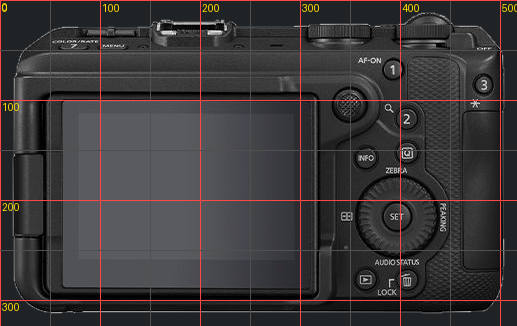 0
100
200
300
400
500
COLOR/RATE
7
MENU
OFF
AF-ON
1
3
100
2
INFO
Q
ZEBRA
200
SET
PEAKING
AUDIO STATUS
LOCK
300